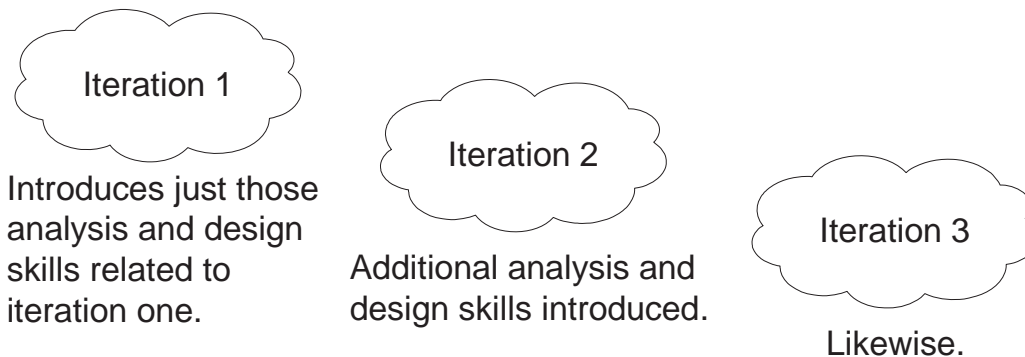 Iteration 1
Introduces just those
analysis and design
skills related to
iteration one.
Iteration 2
Additional analysis and
design skills introduced.
Iteration 3
Likewise.